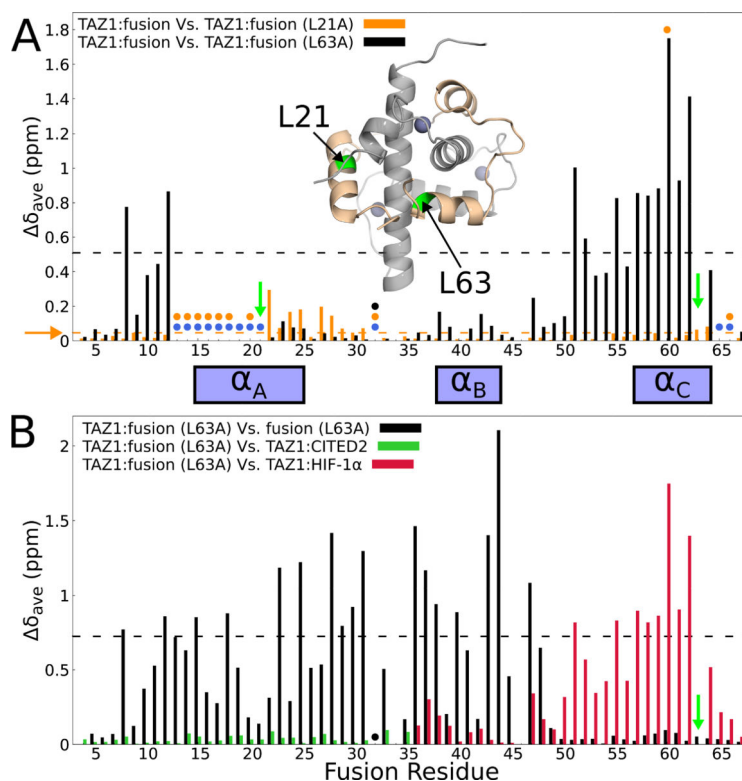 A
TAZ1:fusion Vs. TAZ1:fusion (L21A)
TAZ1:fusion Vs. TAZ1:fusion (L63A)
1.8
1.6
1.4
1.2
1
0.8
0.6
0.4
0.2
0
Δδave (ppm)
L21
L63
5 10 15 20 25 30 35 40 45 50 55 60 65
αA αB αC
B
TAZ1:fusion (L63A) Vs. fusion (L63A)
TAZ1:fusion (L63A) Vs. TAZ1:CITED2
TAZ1:fusion (L63A) Vs. TAZ1:HIF-1α
2
1.5
1
0.5
0
Δδave (ppm)
5 10 15 20 25 30 35 40 45 50 55 60 65
Fusion Residue